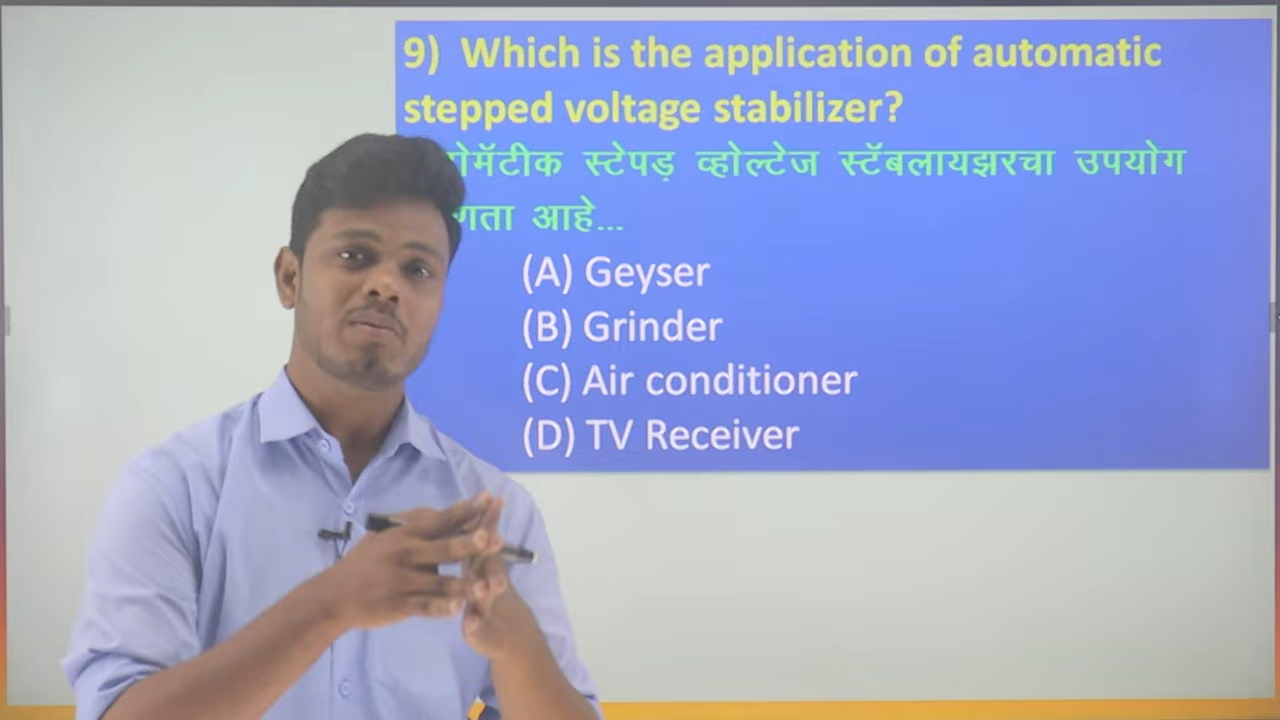 9) Which is the application of automatic
stepped voltage stabilizer?
स्टेपड़ व्होल्टेज स्टॅबलायझरचा उपयोग
आहे...
(A) Geyser
(B) Grinder
(C) Air conditioner
(D) TV Receiver